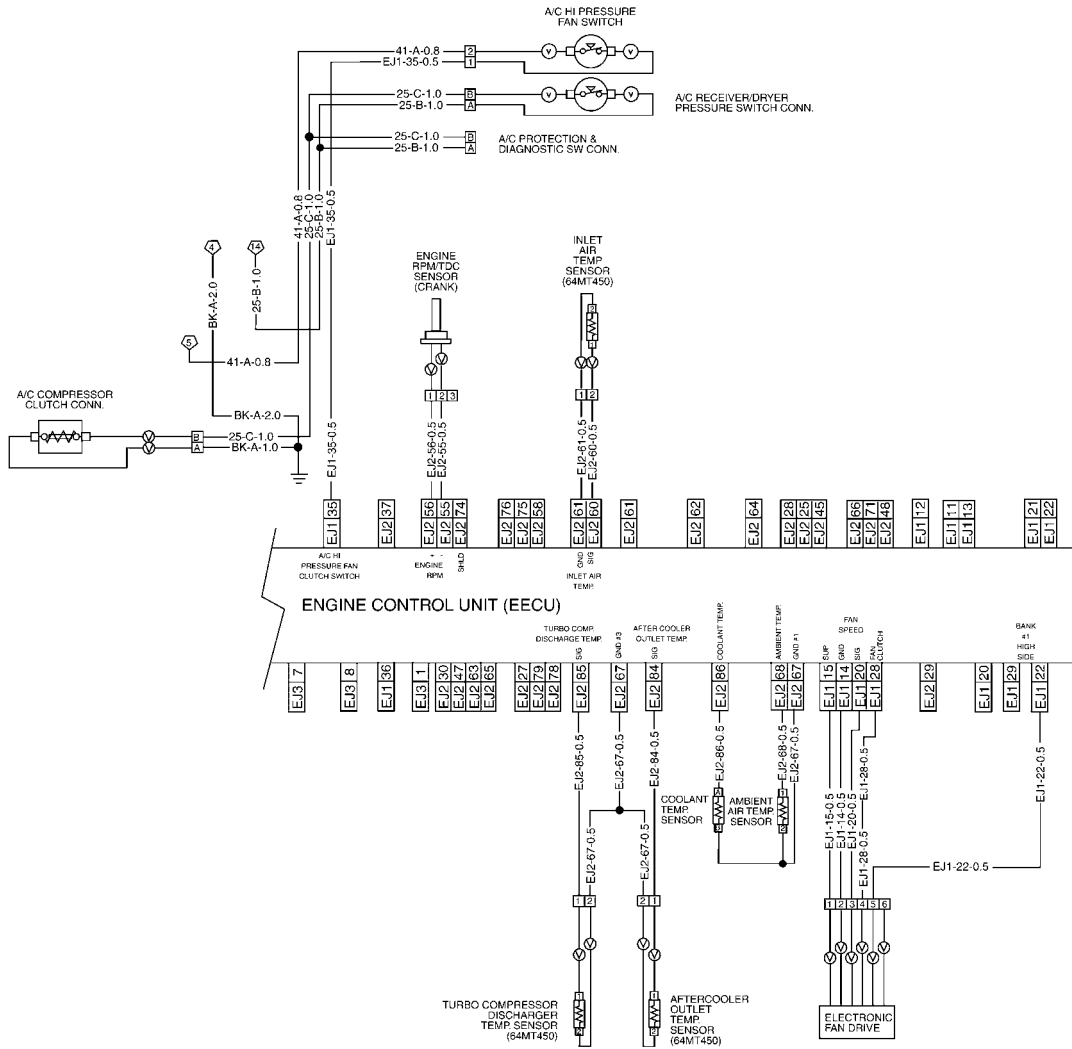 A/C HI PRESSURE
FAN SWITCH
41-A-0.8
2
EJ1-35-0.5
1
25-C-1.0
B
25-B-1.0
A
A/C RECEIVER/DRYER
PRESSURE SWITCH CONN.
25-C-1.0
B
25-B-1.0
A
A/C PROTECTION &
DIAGNOSTIC SW CONN.
V V
V V
41-A-0.8
25-C-1.0
25-B-1.0
EJ1-35-0.5
4
14
BK-A-2.0
25-B-1.0
5
41-A-0.8
ENGINE
RPM/TDC
SENSOR
(CRANK)
INLET
AIR
TEMP
SENSOR
(64MT450)
2
1
V V
V V
1 2 3
1 2
A/C COMPRESSOR
CLUTCH CONN.
BK-A-2.0
V
V
B
25-C-1.0
A
BK-A-1.0
EJ1-35-0.5
EJ2-56-0.5
EJ2-55-0.5
EJ2-61-0.5
EJ2-60-0.5
EJ1 35
EJ2 37
EJ2 56
EJ2 55
EJ2 74
EJ2 76
EJ2 75
EJ2 58
EJ2 61
EJ2 60
EJ2 61
EJ2 62
EJ2 64
EJ2 28
EJ2 25
EJ2 45
EJ2 66
EJ2 71
EJ2 48
EJ1 12
EJ1 11
EJ1 13
EJ1 21
EJ1 22
A/C HI
PRESSURE FAN
CLUTCH SWITCH
+ -
ENGINE
RPM
SHLD
GND
SIG
INLET AIR
TEMP.
ENGINE CONTROL UNIT (EECU)
TURBO COMP.
DISCHARGE TEMP.
SIG
GND #3
AFTER COOLER
OUTLET TEMP.
SIG
COOLANT TEMP.
AMBIENT TEMP.
GND #1
FAN
SPEED
SUP
GND
SIG
FAN
CLUTCH
BANK
#1
HIGH
SIDE
EJ3 7
EJ3 8
EJ1 36
EJ3 1
EJ2 30
EJ2 47
EJ2 63
EJ2 65
EJ2 27
EJ2 79
EJ2 78
EJ2 85
EJ2 67
EJ2 84
EJ2 86
EJ2 68
EJ2 67
EJ1 15
EJ1 14
EJ1 20
EJ1 28
EJ2 29
EJ1 20
EJ1 29
EJ1 22
EJ2-85-0.5
EJ2-67-0.5
EJ2-84-0.5
EJ2-86-0.5
EJ2-68-0.5
EJ2-67-0.5
EJ1-15-0.5
EJ1-14-0.5
EJ1-20-0.5
EJ1-28-0.5
EJ1-28-0.5
EJ1-22-0.5
COOLANT
TEMP.
SENSOR
A
B
AMBIENT
AIR TEMP.
SENSOR
1
2
EJ2-67-0.5
EJ2-67-0.5
EJ1-22-0.5
1 2
2 1
1 2 3 4 5 6
V V
V V
V V V V V V
TURBO COMPRESSOR
DISCHARGER
TEMP. SENSOR
(64MT450)
1
2
1
2
AFTERCOOLER
OUTLET
TEMP.
SENSOR
(64MT450)
ELECTRONIC
FAN DRIVE